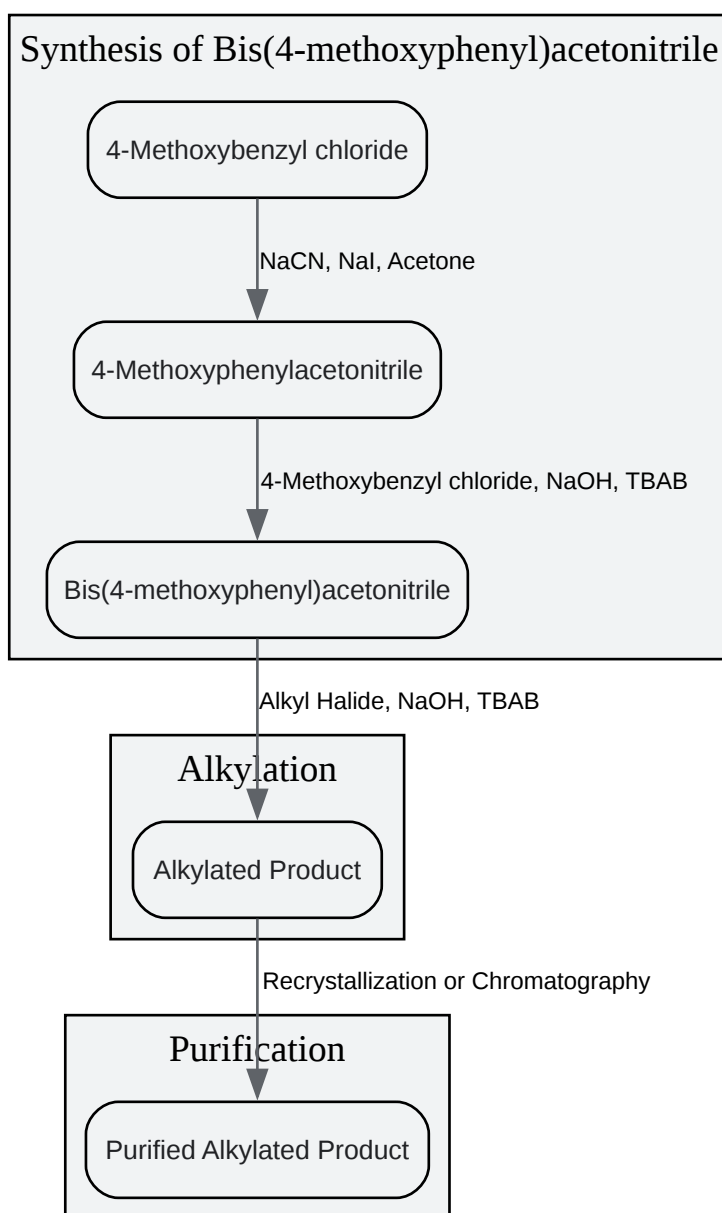 Synthesis of Bis(4-methoxyphenyl)acetonitrile
4-Methoxybenzyl chloride
NaCN, NaI, Acetone
4-Methoxyphenylacetonitrile
4-Methoxybenzyl chloride, NaOH, TBAB
Bis(4-methoxyphenyl)acetonitrile
Alkyl Halide, NaOH, TBAB
Alkylation
Alkylated Product
Recrystallization or Chromatography
Purification
Purified Alkylated Product